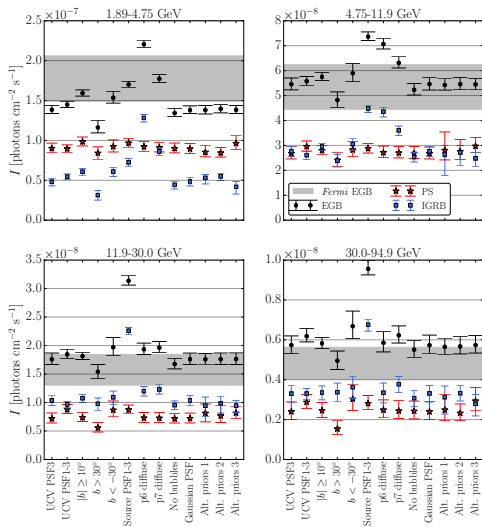 ×10⁻⁷ 1.89-4.75 GeV
2.5
2.0
1.5
1.0
0.5
0.0
I [photons cm⁻² s⁻¹]
×10⁻⁸ 4.75-11.9 GeV
8
7
6
5
4
3
2
1
0
Fermi EGB
EGB
PS
IGRB
×10⁻⁸ 11.9-30.0 GeV
3.5
3.0
2.5
2.0
1.5
1.0
0.5
0.0
I [photons cm⁻² s⁻¹]
UCV PSF3
UCV PSF1-3
|b| ≥ 10°
b > 30°
b < −30°
Source PSF1-3
p6 diffuse
p7 diffuse
No bubbles
Gaussian PSF
Alt. priors 1
Alt. priors 2
Alt. priors 3
×10⁻⁸ 30.0-94.9 GeV
1.0
0.8
0.6
0.4
0.2
0.0
UCV PSF3
UCV PSF1-3
|b| ≥ 10°
b > 30°
b < −30°
Source PSF1-3
p6 diffuse
p7 diffuse
No bubbles
Gaussian PSF
Alt. priors 1
Alt. priors 2
Alt. priors 3